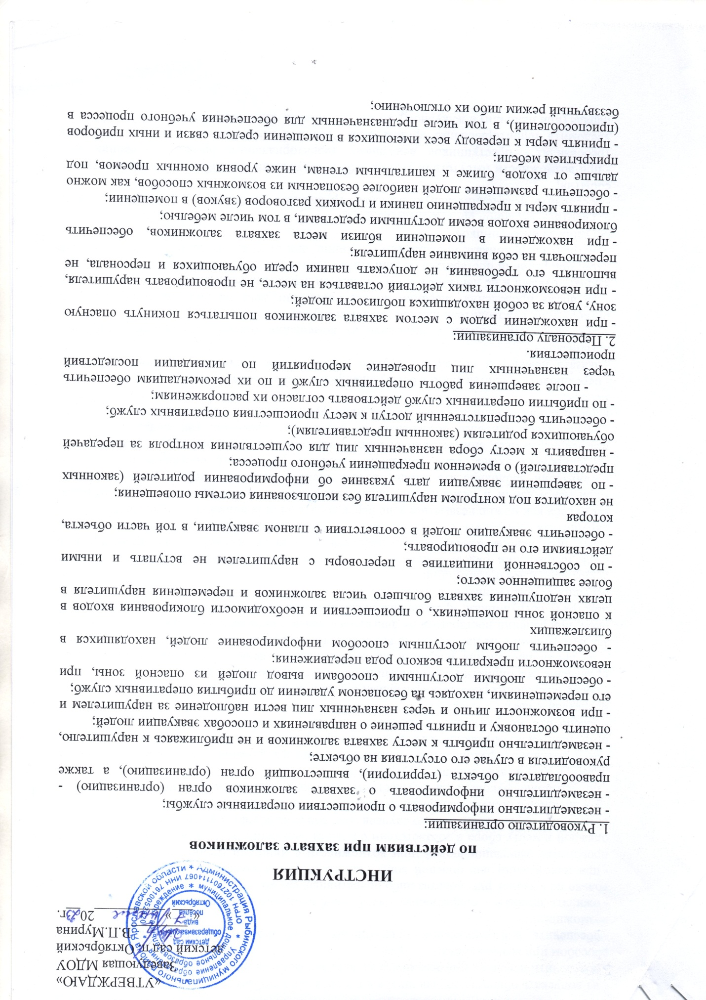 «УТВЕРЖДАЮ»
Заведующая МДОУ
детский сад п. Октябрьский
В.П.Мурина
« 7 » 20 23 г.
ИНСТРУКЦИЯ
по действиям при захвате заложников
1. Руководителю организации:
- незамедлительно информировать о происшествии оперативные службы;
- незамедлительно информировать о захвате заложников орган (организацию) -
правообладателя объекта (территории), вышестоящий орган (организацию), а также
руководителя в случае его отсутствия на объекте;
- незамедлительно прибыть к месту захвата заложников и не приближаясь к нарушителю,
оценить обстановку и принять решение о направлениях и способах эвакуации людей;
- при возможности лично и через назначенных лиц вести наблюдение за нарушителем и
его перемещениями, находясь на безопасном удалении до прибытия оперативных служб;
- обеспечить любыми доступными способами вывод людей из опасной зоны, при
невозможности прекратить всякого рода передвижения;
- обеспечить любым доступным способом информирование людей, находящихся в
близлежащих
к опасной зоны помещениях, о происшествии и необходимости блокирования входов в
целях недопущения захвата большего числа заложников и перемещения нарушителя в
более защищенное место;
- по собственной инициативе в переговоры с нарушителем не вступать и иными
действиями его не провоцировать;
- обеспечить эвакуацию людей в соответствии с планом эвакуации, в той части объекта,
которая
не находится под контролем нарушителя без использования системы оповещения;
- по завершении эвакуации дать указание об информировании родителей (законных
представителей) о временном прекращении учебного процесса;
- направить к месту сбора назначенных лиц для осуществления контроля за передачей
обучающихся родителям (законным представителям);
- обеспечить беспрепятственный доступ к месту происшествия оперативных служб;
- по прибытии оперативных служб действовать согласно их распоряжениям;
- после завершения работы оперативных служб и по их рекомендациям обеспечить
через назначенных лиц проведение мероприятий по ликвидации последствий
происшествия.
2. Персоналу организации:
- при нахождении рядом с местом захвата заложников попытаться покинуть опасную
зону, уводя за собой находящихся поблизости людей;
- при невозможности таких действий оставаться на месте, не провоцировать нарушителя,
выполнять его требования, не допускать паники среди обучающихся и персонала, не
переключать на себя внимание нарушителя;
- при нахождении в помещении вблизи места захвата заложников, обеспечить
блокирование входов всеми доступными средствами, в том числе мебелью;
- принять меры к прекращению паники и громких разговоров (звуков) в помещении;
- обеспечить размещение людей наиболее безопасным из возможных способов, как можно
дальше от входов, ближе к капитальным стенам, ниже уровня оконных проемов, под
прикрытием мебели;
- принять меры к переводу всех имеющихся в помещении средств связи и иных приборов
(приспособлений), в том числе предназначенных для обеспечения учебного процесса в
беззвучный режим либо их отключению;
Администрация Рыбинского муниципального района Ярославской области
Управление образования
ОГРН 1027601114067 ИНН
муниципальное дошкольное образовательное учреждение
детский сад
общеразвивающего
вида
поселка
Октябрьский